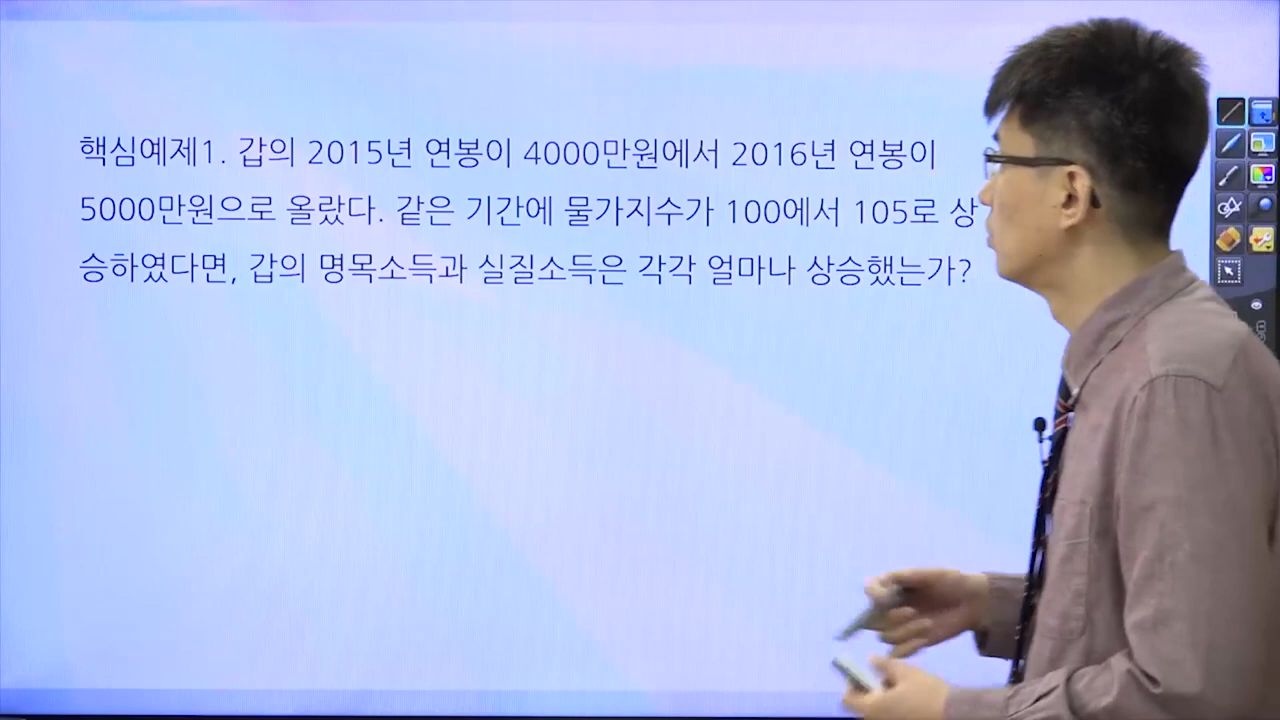 핵심예제1. 갑의 2015년 연봉이 4000만원에서 2016년 연봉이
5000만원으로 올랐다. 같은 기간에 물가지수가 100에서 105로 상
승하였다면, 갑의 명목소득과 실질소득은 각각 얼마나 상승했는가?